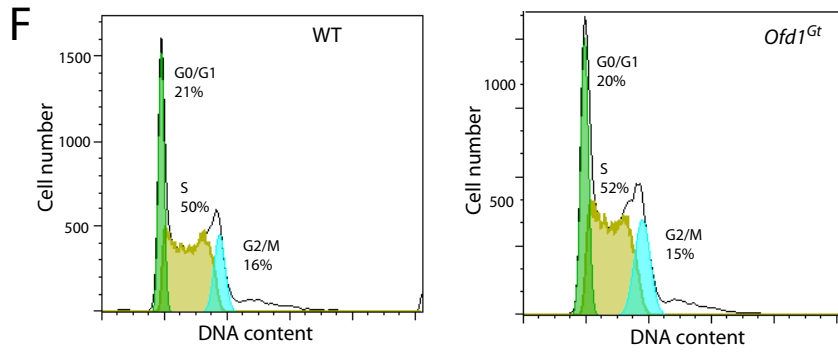 F
WT
Cell number
1500
1000
500
G0/G1
21%
S
50%
G2/M
16%
DNA content
Ofd1Gt
Cell number
1000
500
G0/G1
20%
S
52%
G2/M
15%
DNA content